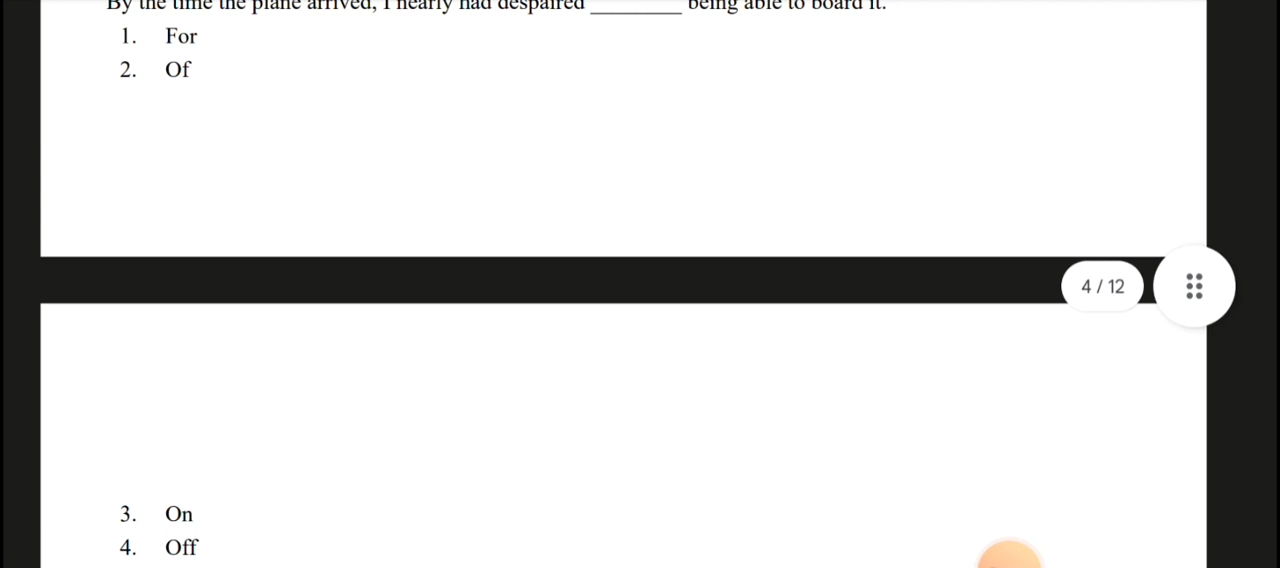 By the time the plane arrived, I nearly had despaired ________ being able to board it.
1. For
2. Of
4 / 12
3. On
4. Off